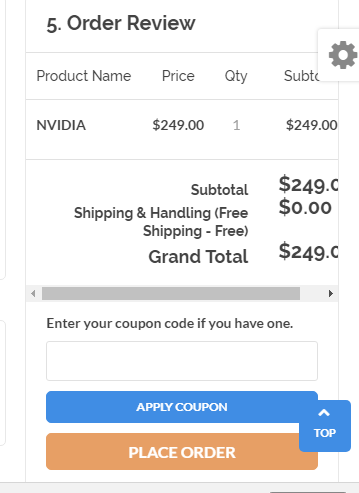 5. Order Review
Product Name Price Qty Subto
NVIDIA $249.00 1 $249.00
Subtotal $249.0
Shipping & Handling (Free $0.00
Shipping - Free)
Grand Total $249.0
Enter your coupon code if you have one.
APPLY COUPON
TOP
PLACE ORDER